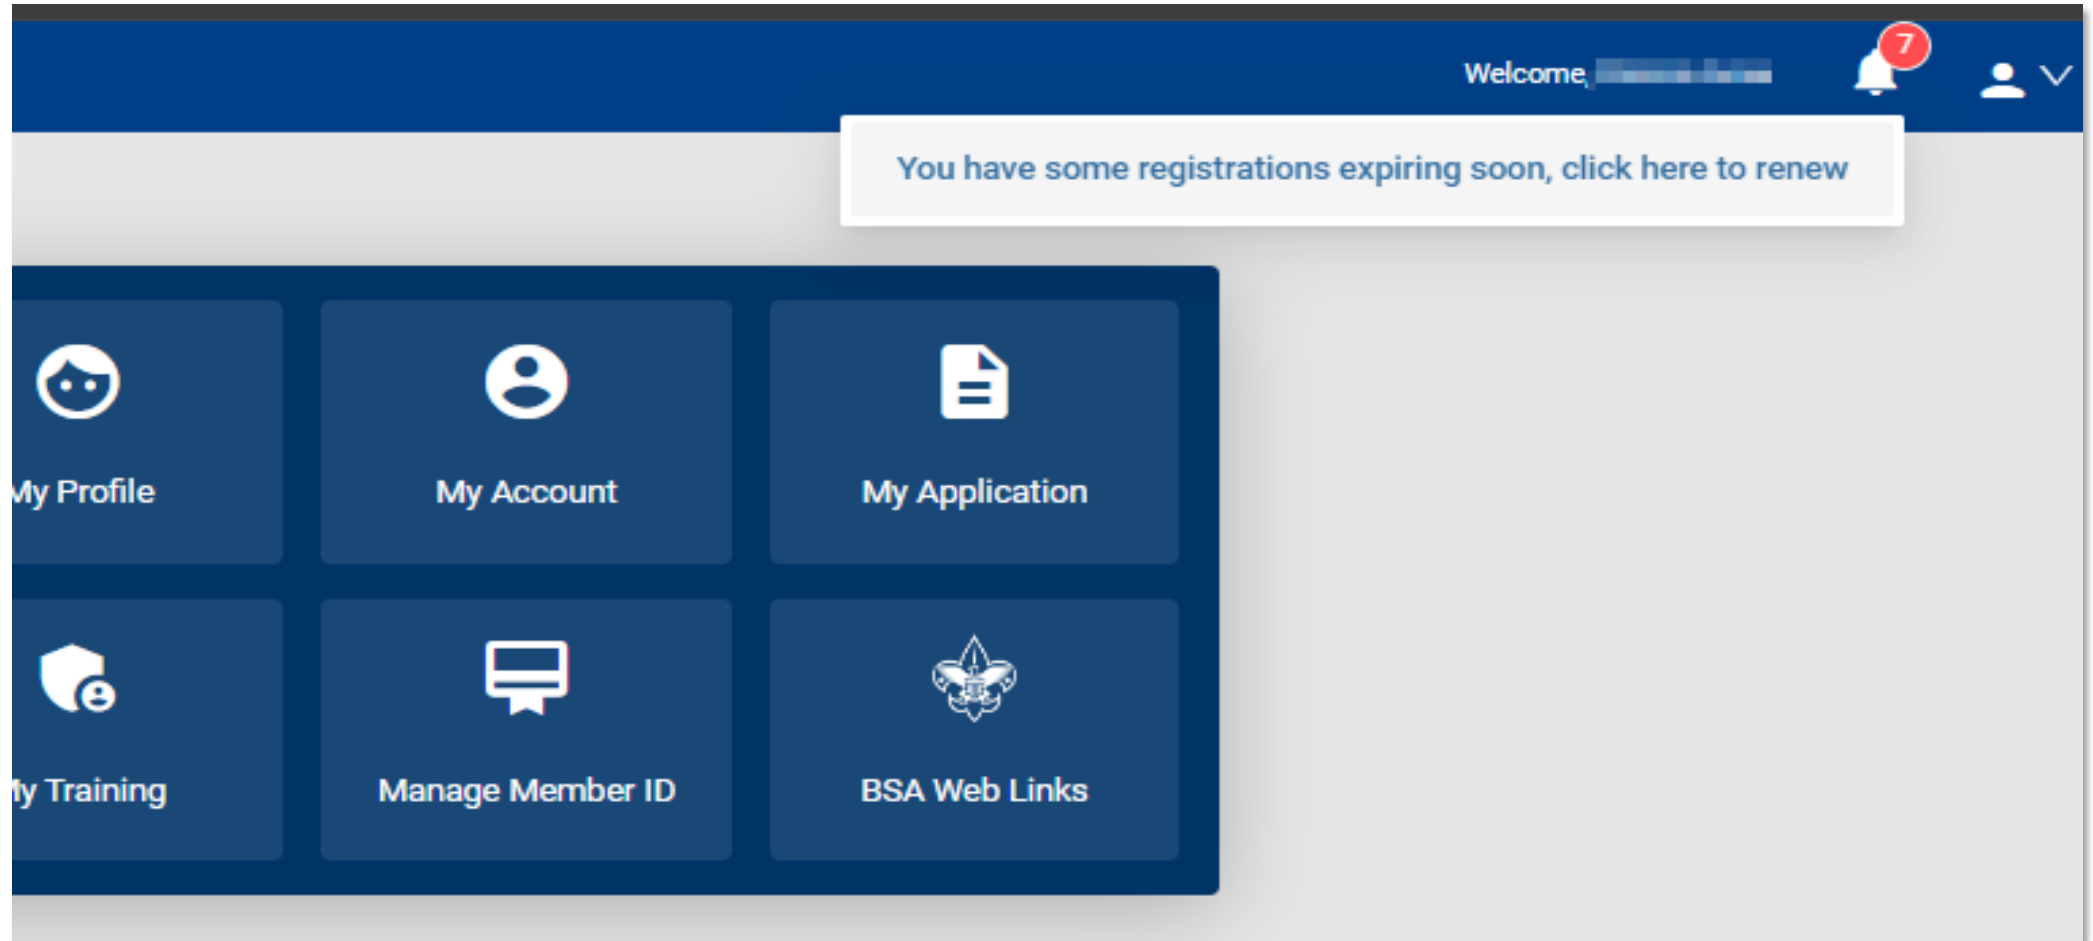 Welcome,
7
You have some registrations expiring soon, click here to renew
My Profile
My Account
My Application
My Training
Manage Member ID
BSA Web Links